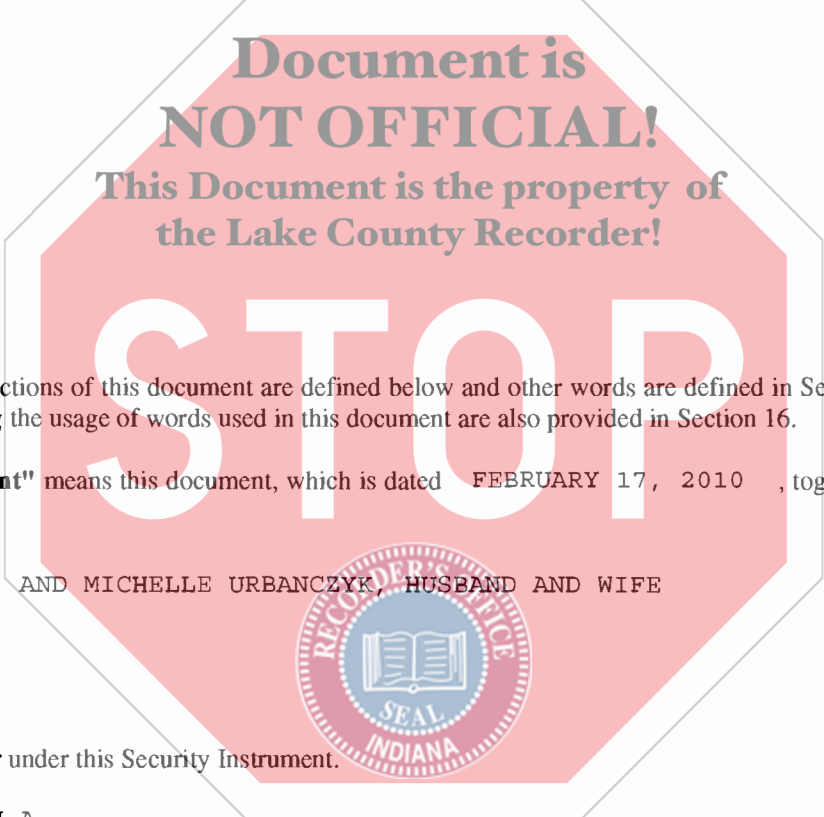 Document is
NOT OFFICIAL!
This Document is the property of
the Lake County Recorder!
STOP
ctions of this document are defined below and other words are defined in Se
the usage of words used in this document are also provided in Section 16.
nt" means this document, which is dated FEBRUARY 17, 2010 , tog
AND MICHELLE URBANCZYK, HUSBAND AND WIFE
RECORDER'S OFFICE
SEAL
INDIANA
under this Security Instrument.